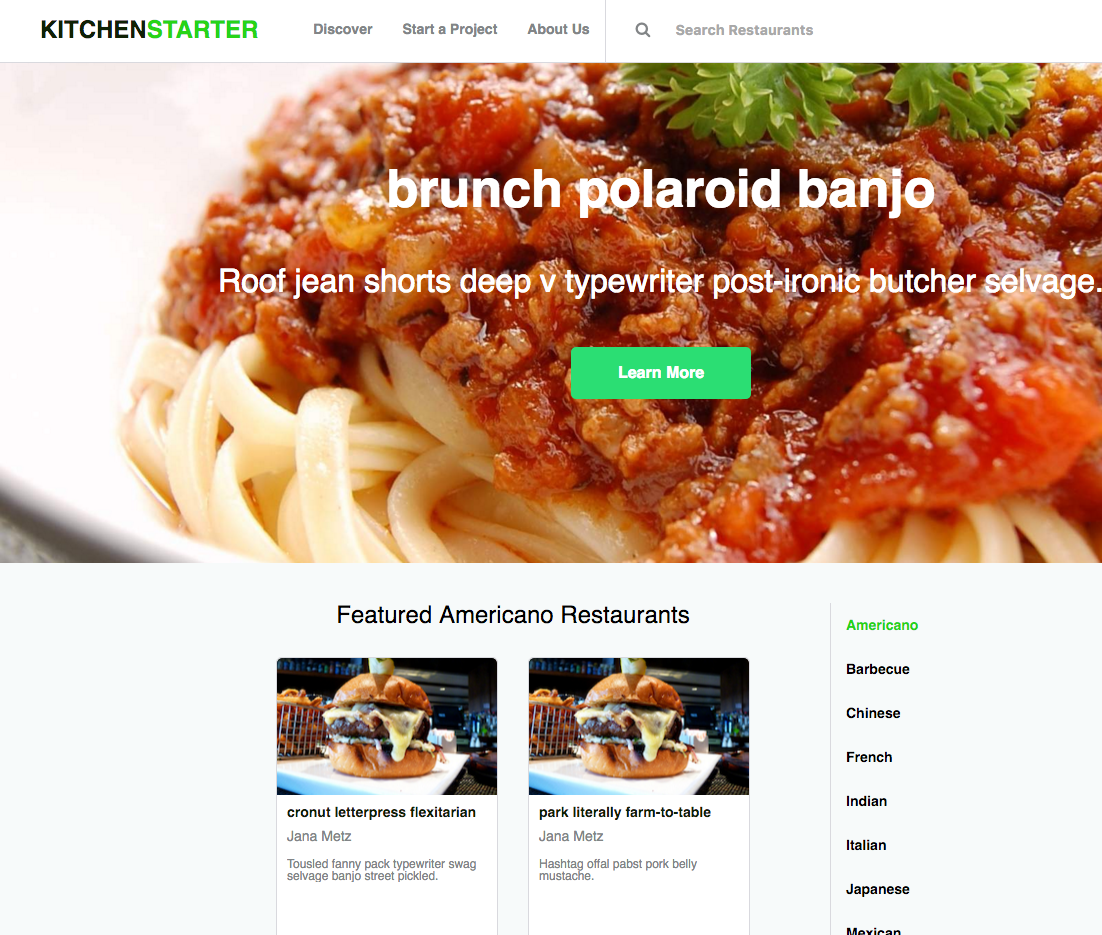 KITCHENSTARTER
Discover
Start a Project
About Us
Search Restaurants
brunch polaroid banjo
Roof jean shorts deep v typewriter post-ironic butcher selvage.
Learn More
Featured Americano Restaurants
cronut letterpress flexitarian
Jana Metz
Tousled fanny pack typewriter swag
selvage banjo street pickled.
park literally farm-to-table
Jana Metz
Hashtag offal pabst pork belly
mustache.
Americano
Barbecue
Chinese
French
Indian
Italian
Japanese
Mexican